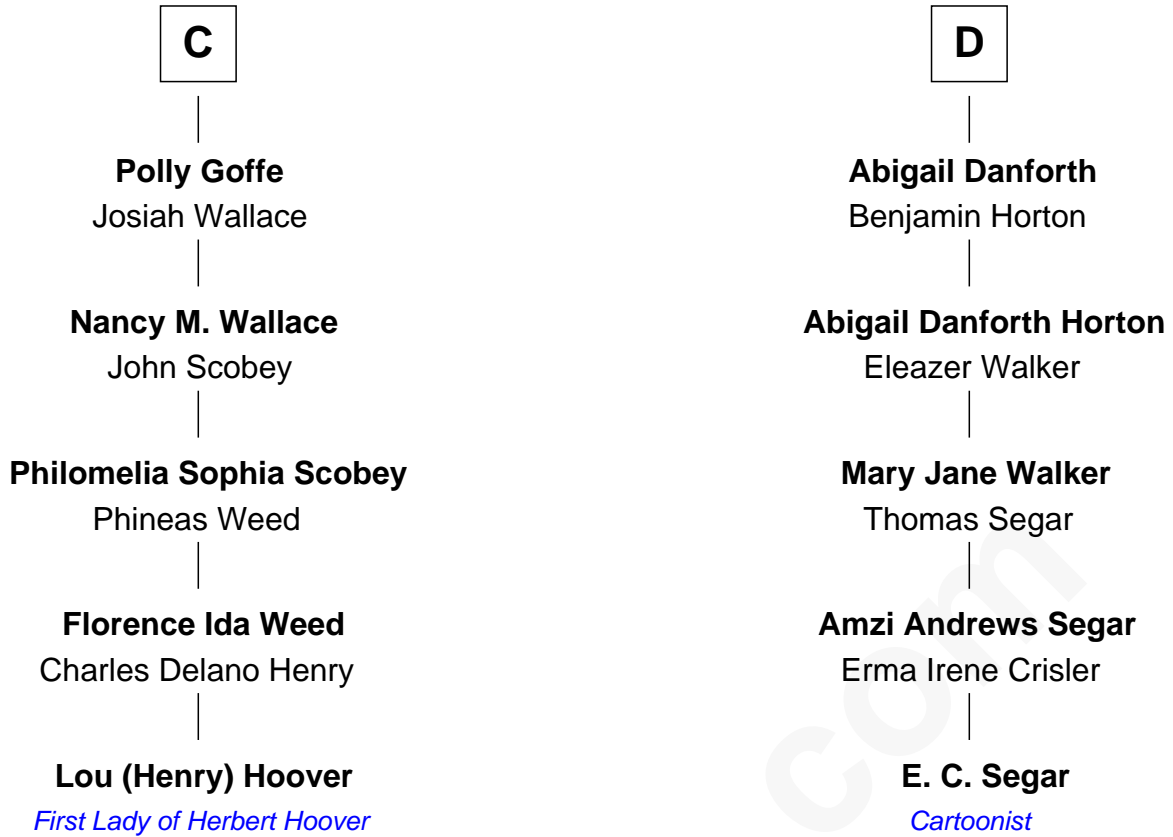 C
Polly Goffe
Josiah Wallace
Nancy M. Wallace
John Scobey
Philomelia Sophia Scobey
Phineas Weed
Florence Ida Weed
Charles Delano Henry
Lou (Henry) Hoover
First Lady of Herbert Hoover
D
Abigail Danforth
Benjamin Horton
Abigail Danforth Horton
Eleazer Walker
Mary Jane Walker
Thomas Segar
Amzi Andrews Segar
Erma Irene Crisler
E. C. Segar
Cartoonist
com